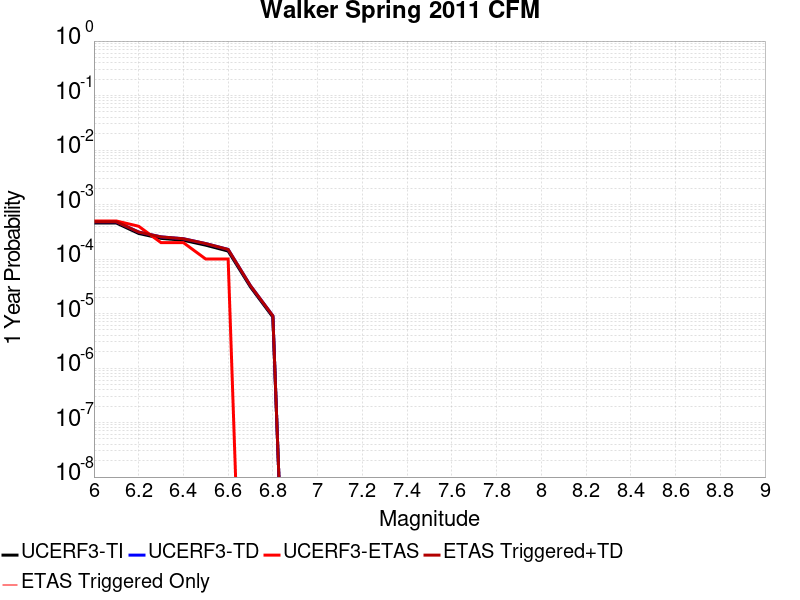 Walker Spring 2011 CFM
1 Year Probability
10^0
10^-1
10^-2
10^-3
10^-4
10^-5
10^-6
10^-7
10^-8
6 6.2 6.4 6.6 6.8 7 7.2 7.4 7.6 7.8 8 8.2 8.4 8.6 8.8 9
Magnitude
UCERF3-TI UCERF3-TD UCERF3-ETAS ETAS Triggered+TD
ETAS Triggered Only